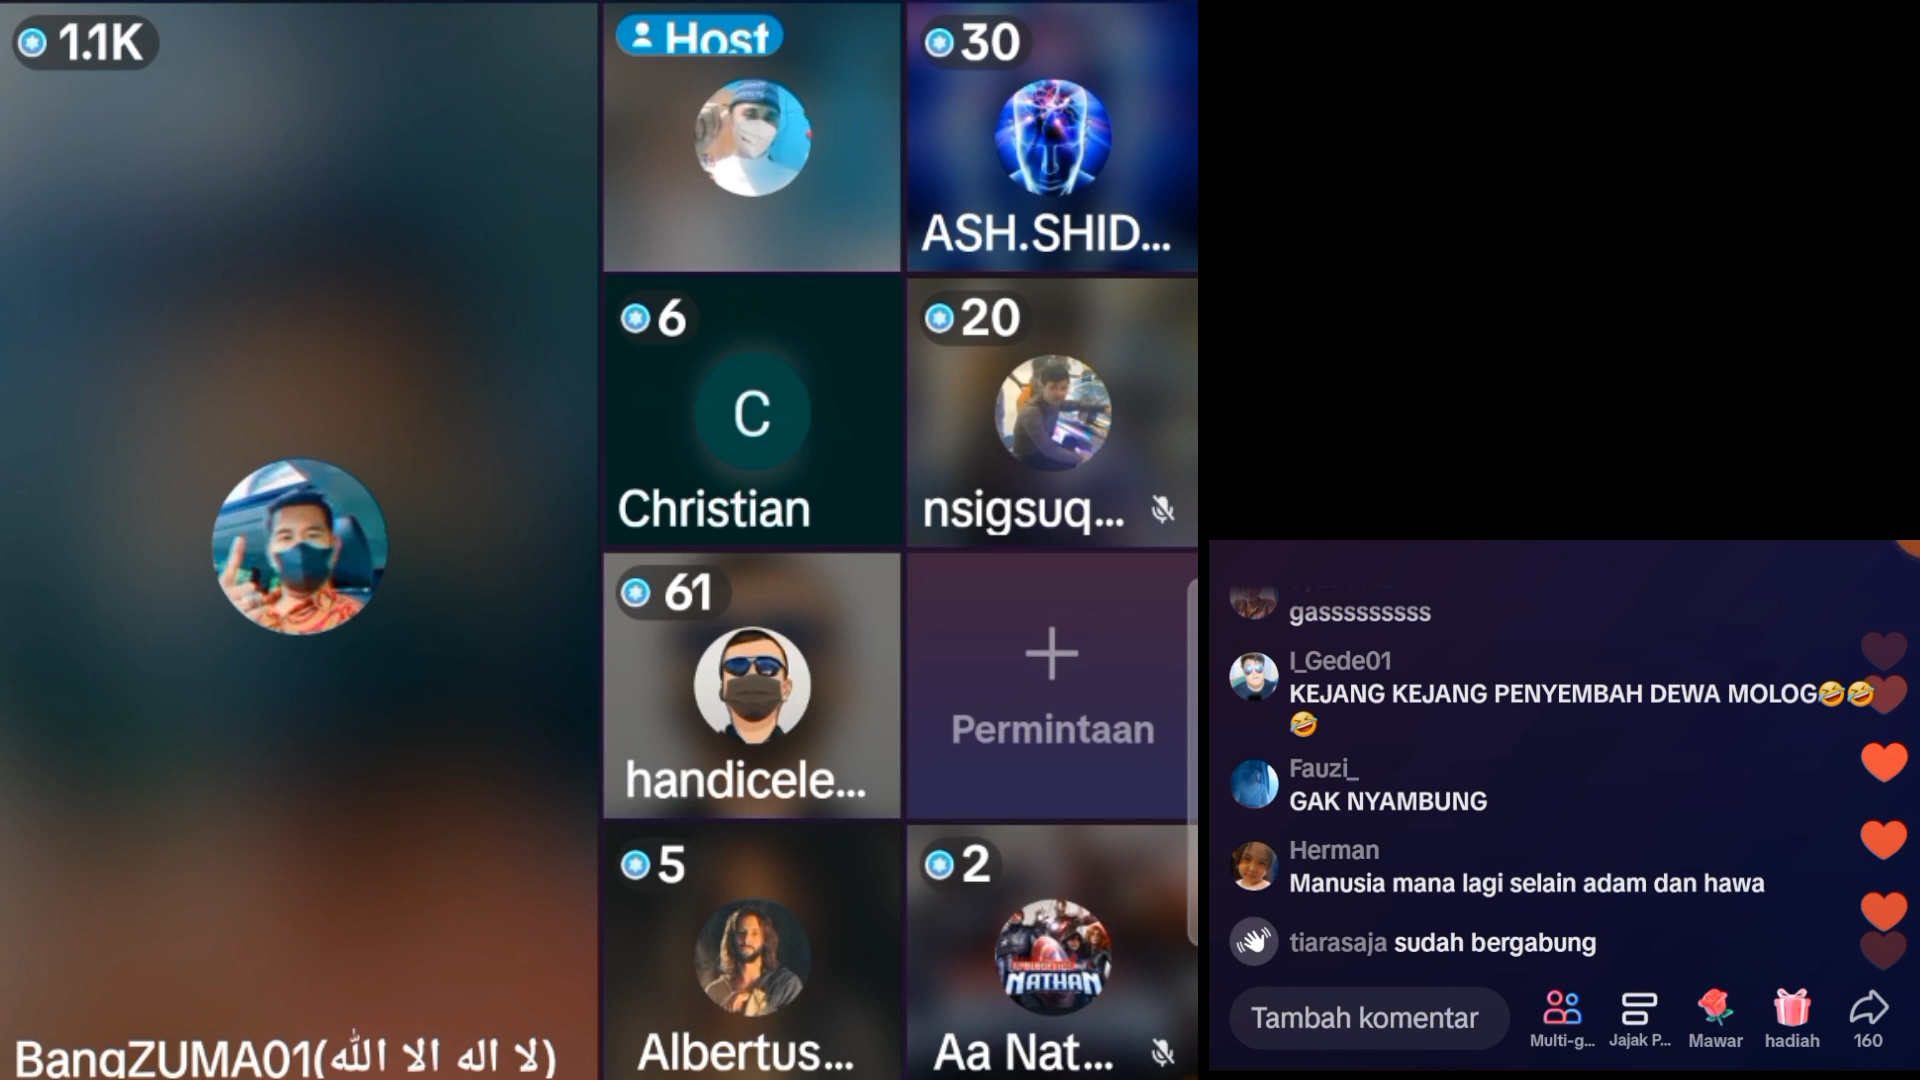 1.1K
BangZUMA01(لا اله الا الله)
Host
30
ASH.SHID...
6
C
Christian
20
nsigsuq...
61
handicele...
Permintaan
5
Albertus...
2
NATHAN
Aa Nat...
gasssssssss
I_Gede01
KEJANG KEJANG PENYEMBAH DEWA MOLOG🤣🤣
🤣
Fauzi_
GAK NYAMBUNG
Herman
Manusia mana lagi selain adam dan hawa
tiarasaja sudah bergabung
Tambah komentar
Multi-g...
Jajak P...
Mawar
hadiah
160